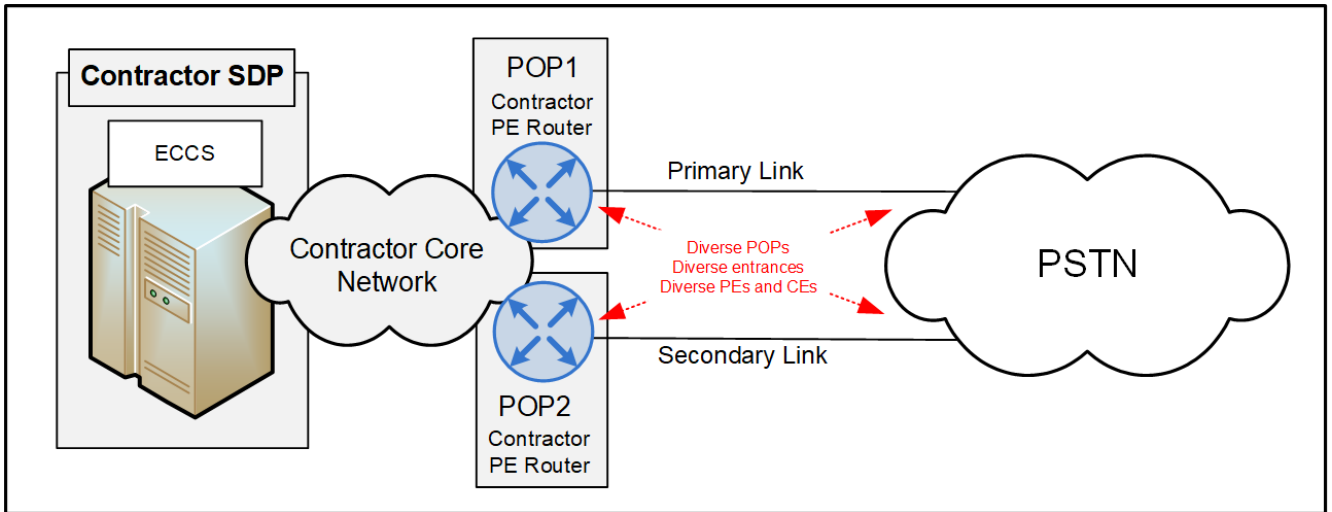 Contractor SDP
ECCS
Contractor Core
Network
POP1
Contractor
PE Router
Primary Link
Diverse POPs
Diverse entrances
Diverse PEs and CEs
Secondary Link
POP2
Contractor
PE Router
PSTN